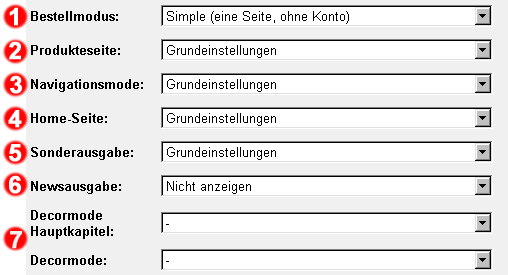 1 Bestellmodus: Simple (eine Seite, ohne Konto)
2 Produkteseite: Grundeinstellungen
3 Navigationsmode: Grundeinstellungen
4 Home-Seite: Grundeinstellungen
5 Sonderausgabe: Grundeinstellungen
6 Newsausgabe: Nicht anzeigen
Decormode
Hauptkapitel: -
7
Decormode: -